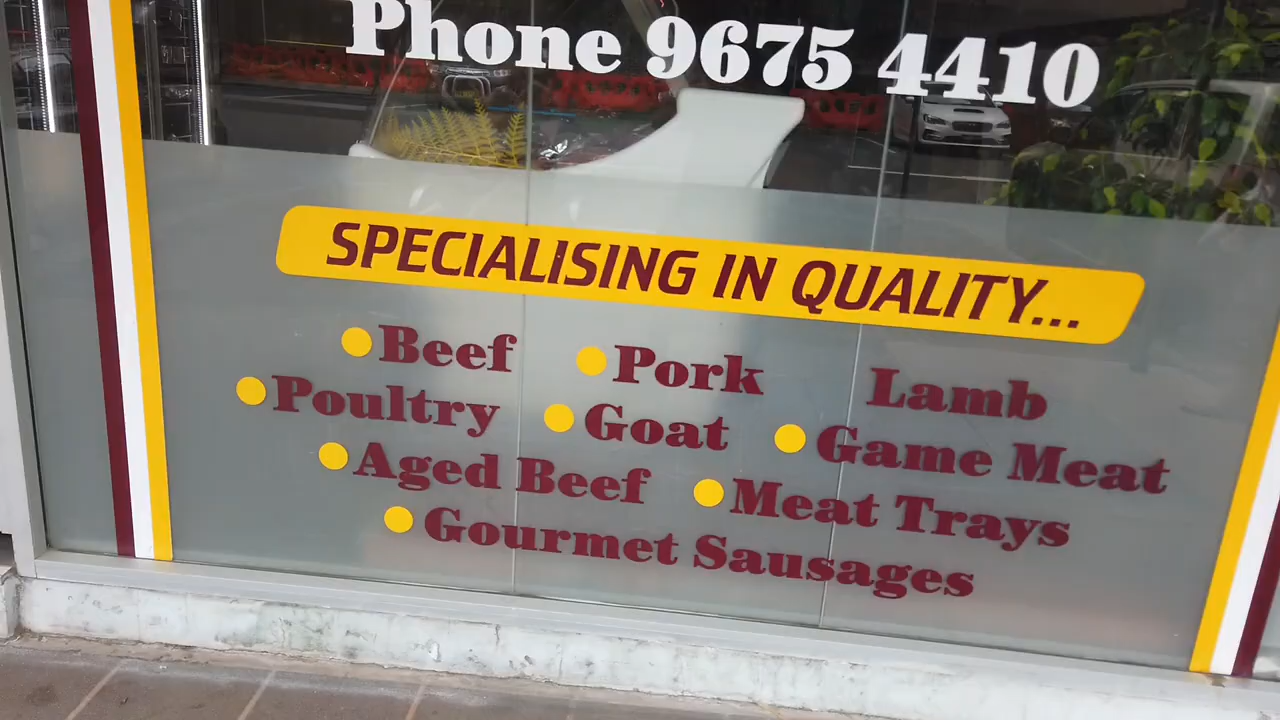 Phone 9675 4410
SPECIALISING IN QUALITY...
Beef Pork Lamb
Poultry Goat Game Meat
Aged Beef Meat Trays
Gourmet Sausages